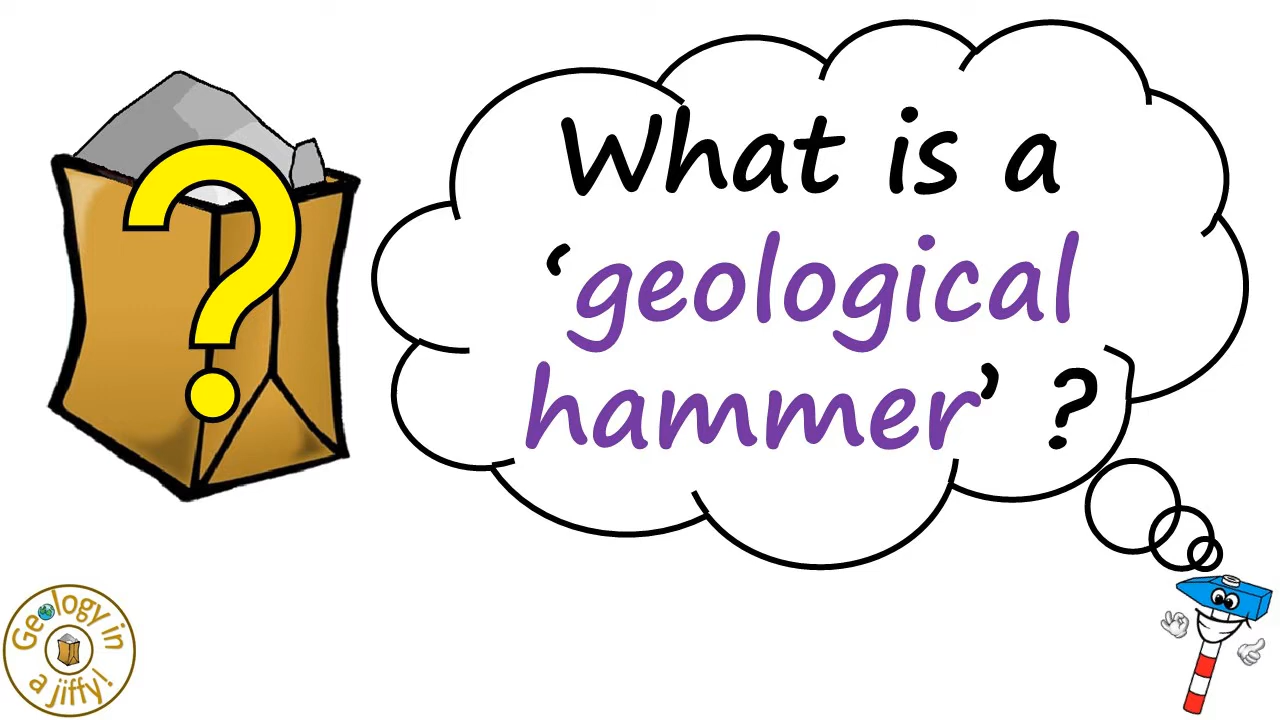 What is a
‘geological
hammer’ ?
?
Geology in
a jiffy!